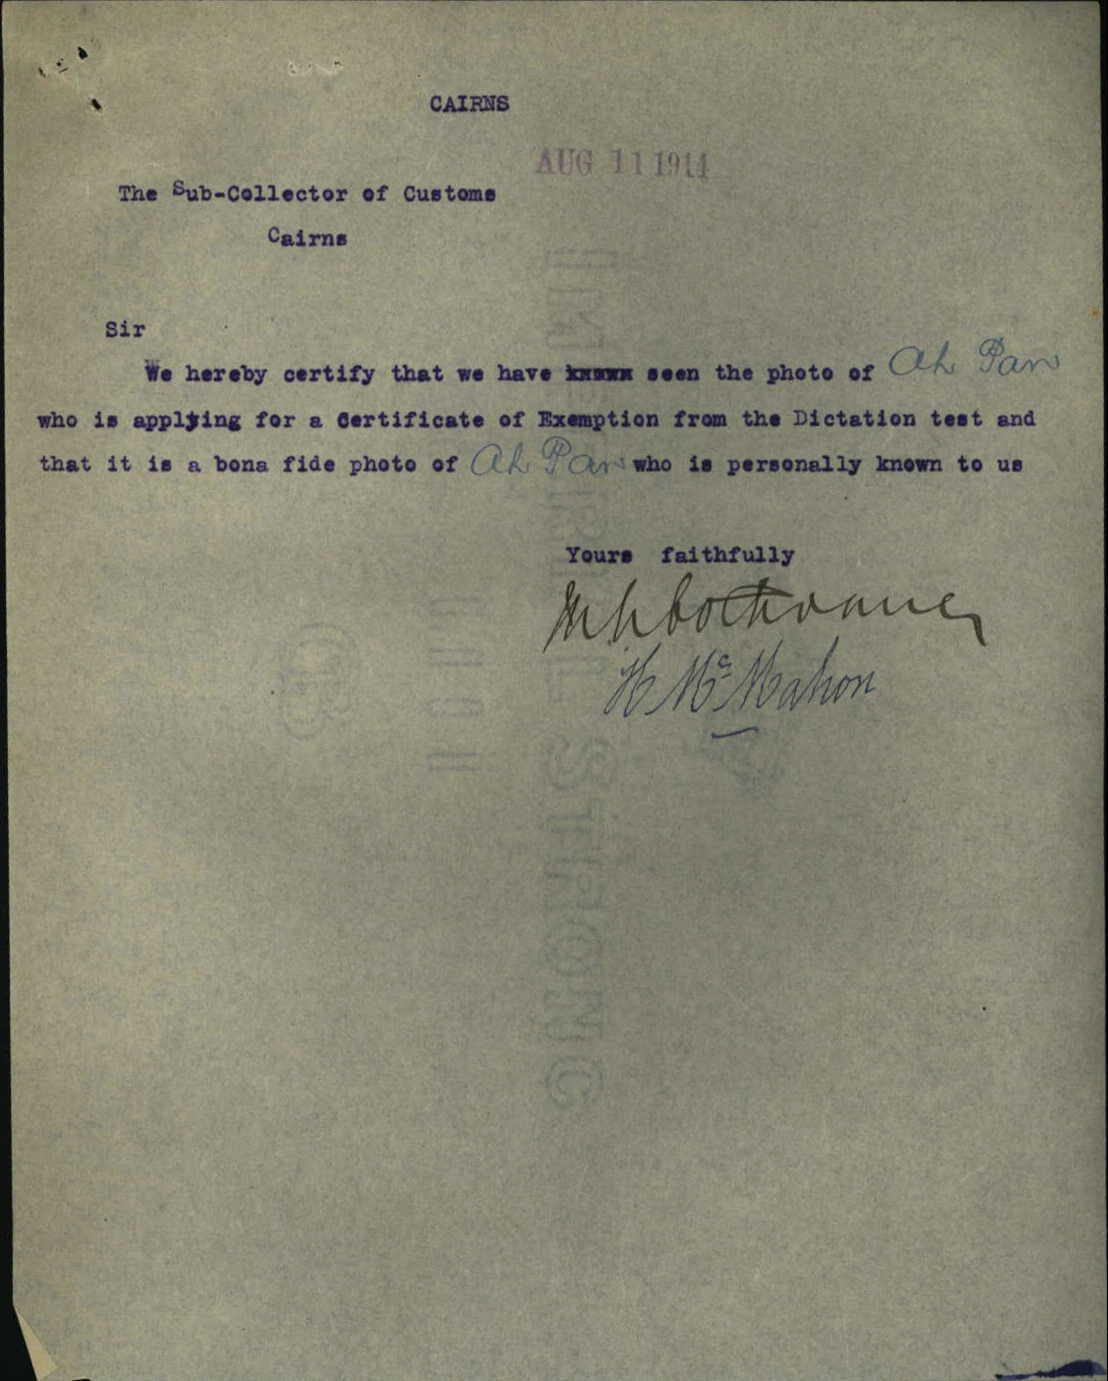 CAIRNS
AUG 11 1914
The Sub-Collector of Customs
Cairns
Sir
We hereby certify that we have seen the photo of Ah Pan
who is applying for a Certificate of Exemption from the Dictation test and
that it is a bona fide photo of Ah Pan who is personally known to us
Yours faithfully
H McMahon
STRONG